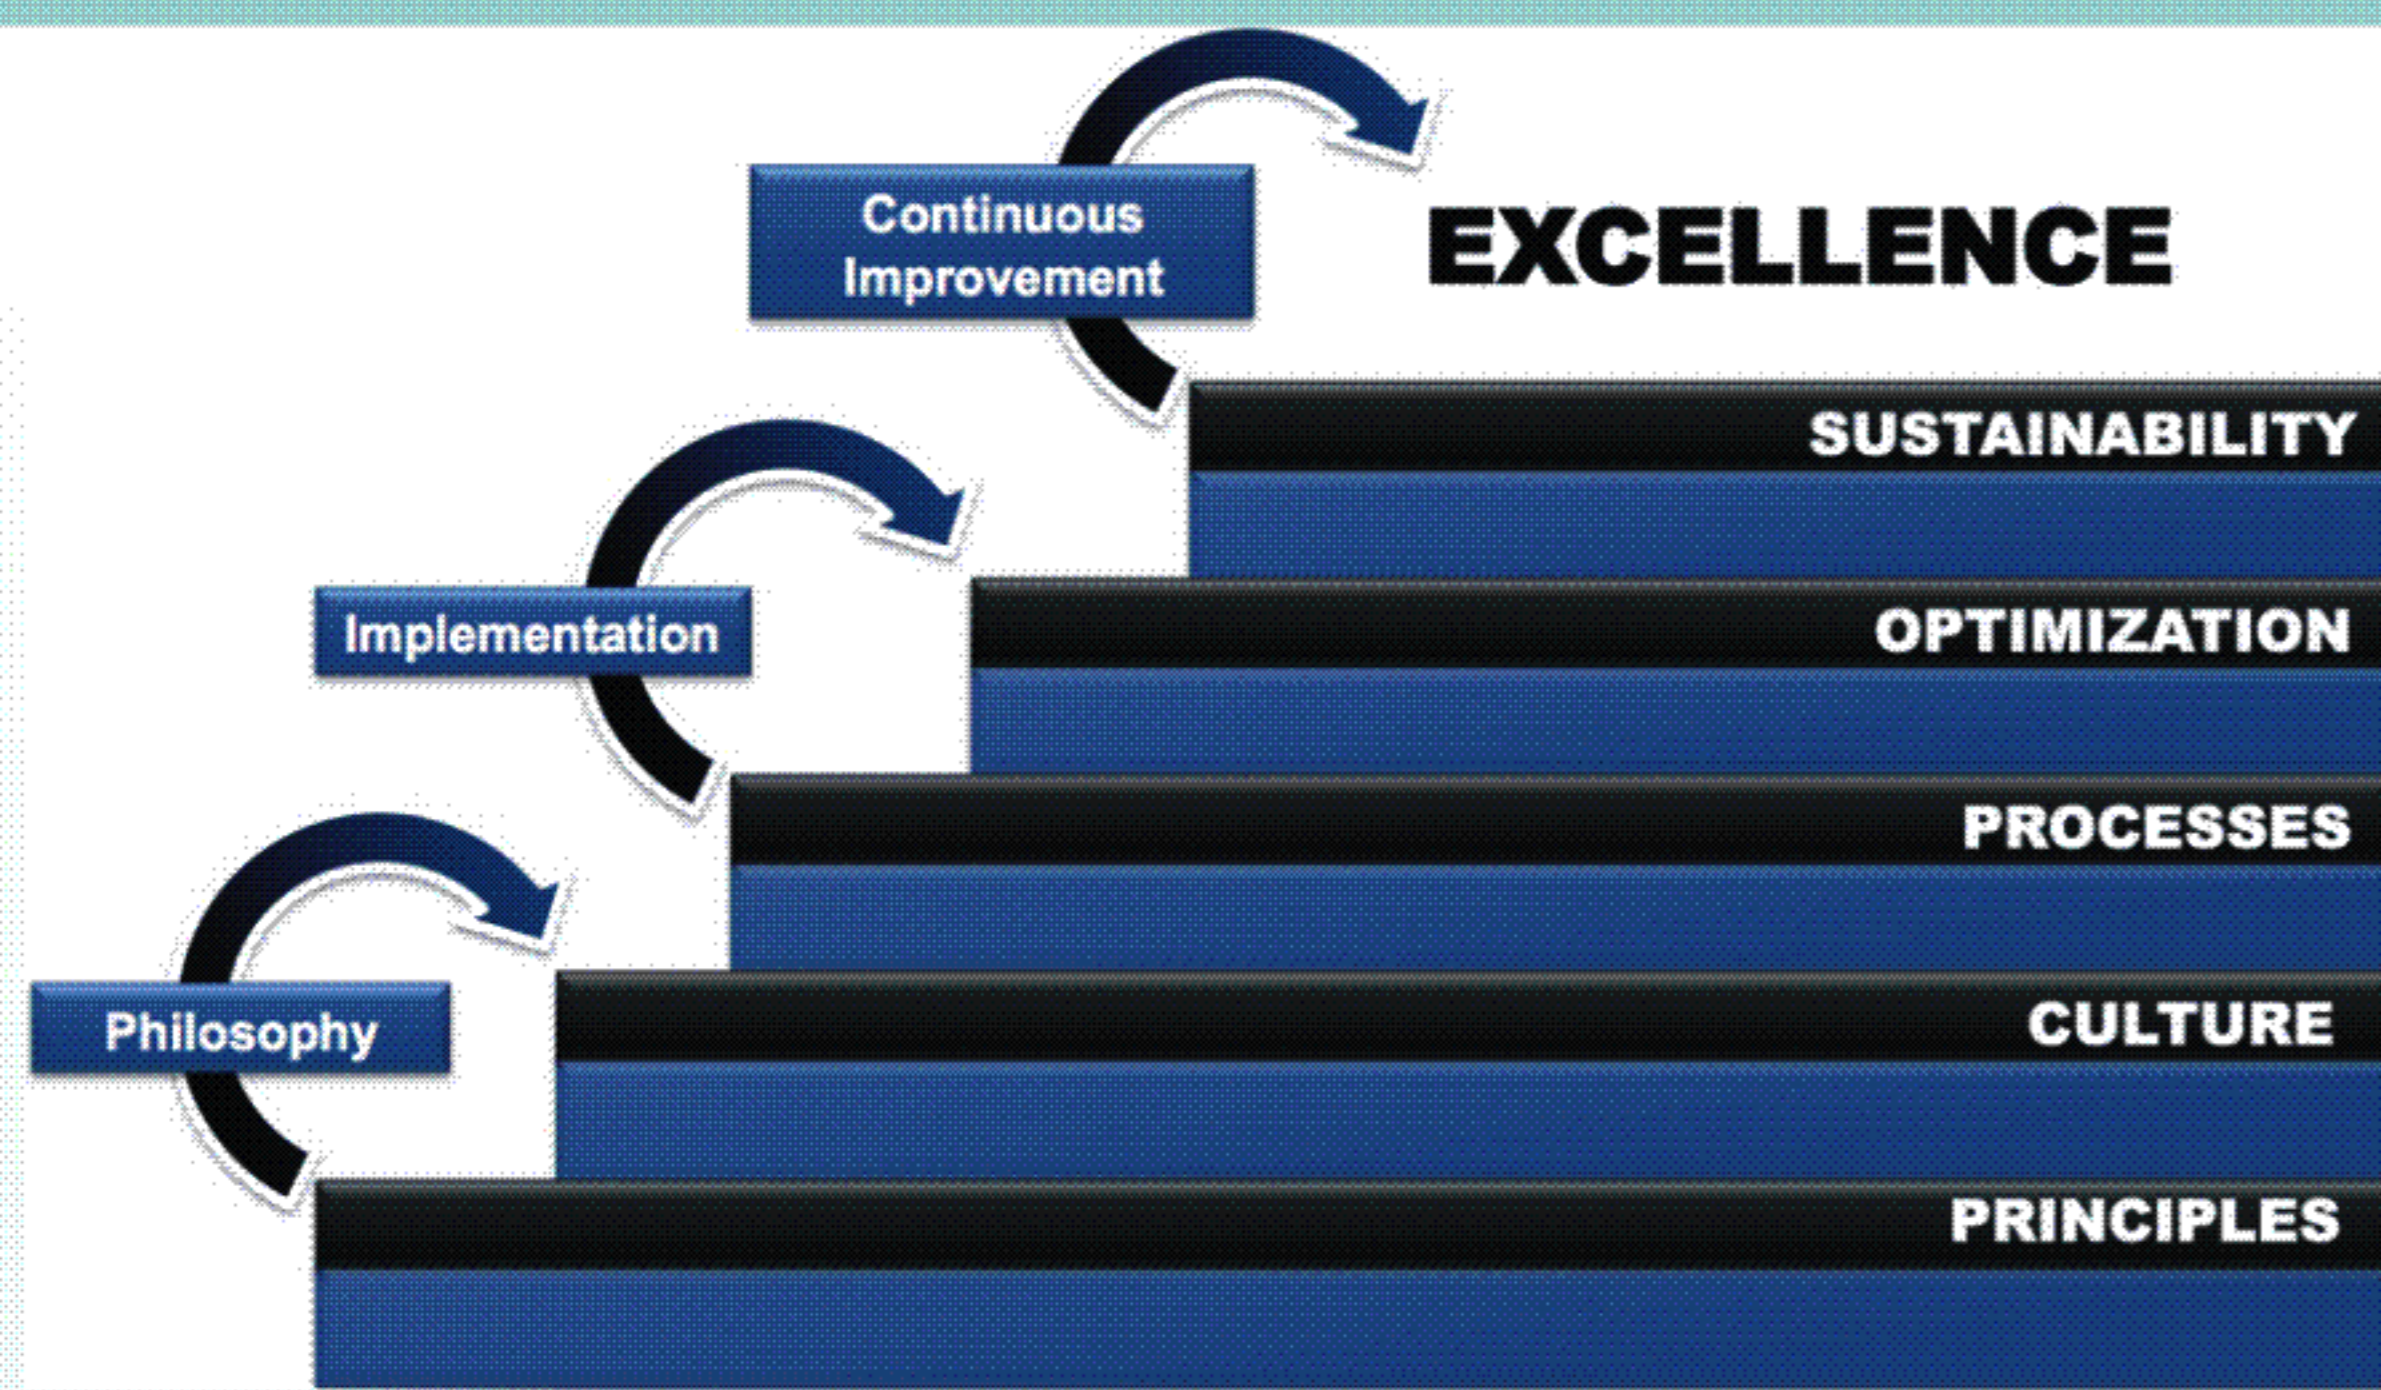 Continuous
Improvement
EXCELLENCE
SUSTAINABILITY
Implementation
OPTIMIZATION
PROCESSES
Philosophy
CULTURE
PRINCIPLES